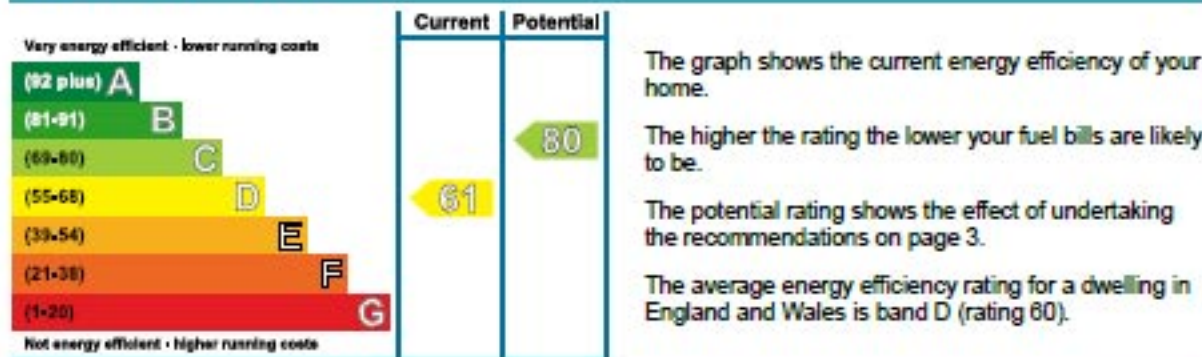 Current Potential
Very energy efficient - lower running costs
(92 plus) A
(81-91) B
(69-80) C
(55-68) D
(39-54) E
(21-38) F
(1-20) G
Not energy efficient - higher running costs
61
80
The graph shows the current energy efficiency of your
home.
The higher the rating the lower your fuel bills are likely
to be.
The potential rating shows the effect of undertaking
the recommendations on page 3.
The average energy efficiency rating for a dwelling in
England and Wales is band D (rating 60).